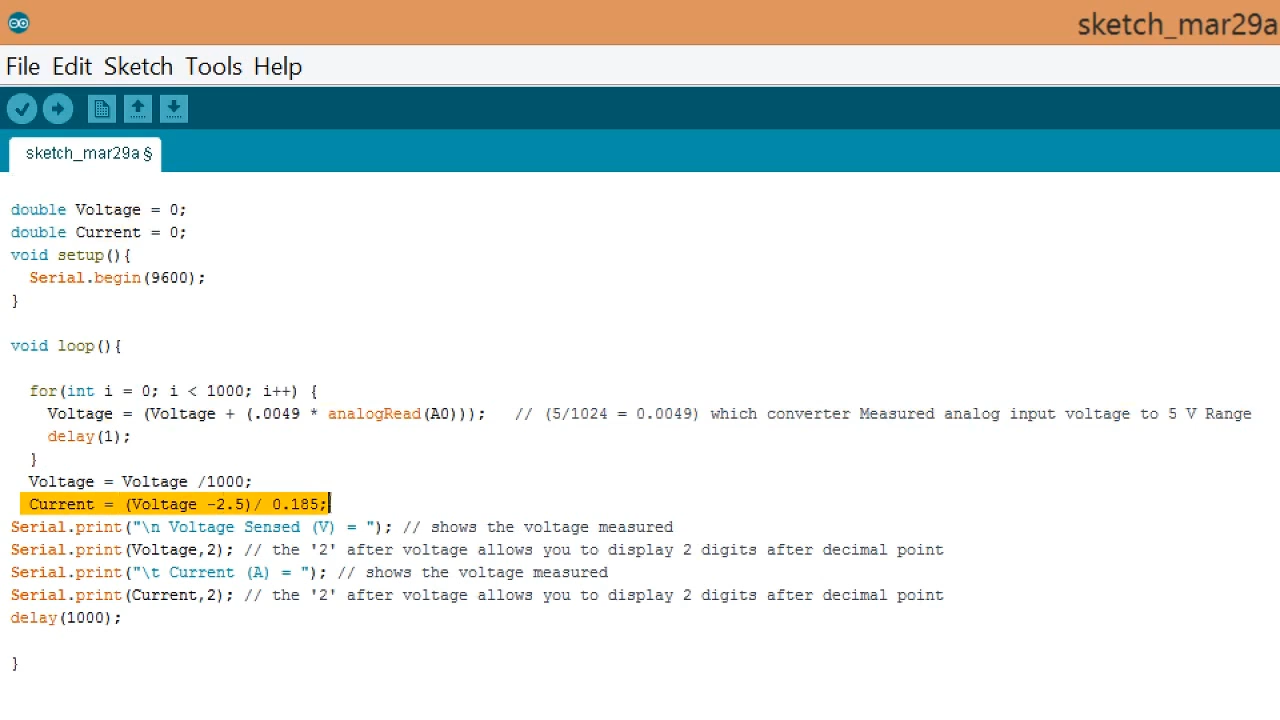 sketch_mar29a
File Edit Sketch Tools Help
sketch_mar29a §
double Voltage = 0;
double Current = 0;
void setup(){
  Serial.begin(9600);
}
void loop(){
  for(int i = 0; i < 1000; i++) {
    Voltage = (Voltage + (.0049 * analogRead(A0)));   // (5/1024 = 0.0049) which converter Measured analog input voltage to 5 V Range
    delay(1);
  }
  Voltage = Voltage /1000;
  Current = (Voltage -2.5)/ 0.185;
Serial.print("\n Voltage Sensed (V) = "); // shows the voltage measured
Serial.print(Voltage,2); // the '2' after voltage allows you to display 2 digits after decimal point
Serial.print("\t Current (A) = "); // shows the voltage measured
Serial.print(Current,2); // the '2' after voltage allows you to display 2 digits after decimal point
delay(1000);
}